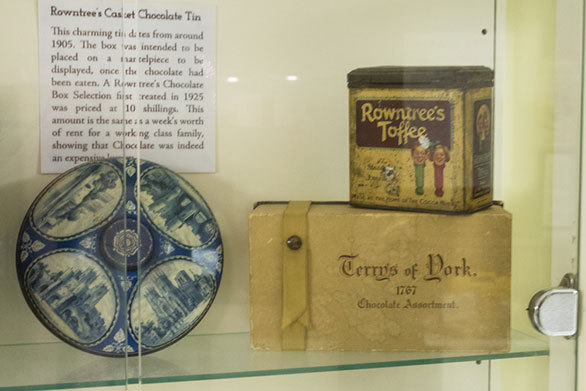 Rowntree's Casket Chocolate Tin
This charming tin dates from around
1905. The box was intended to be
placed on a mantelpiece to be
displayed, once the chocolate had
been eaten. A Rowntree's Chocolate
Box Selection first created in 1925
was priced at 10 shillings. This
amount is the same as a week's worth
of rent for a working class family,
showing that Chocolate was indeed
an expensive
Rowntree's
Toffee
Terry's of York.
1767
Chocolate Assortment.